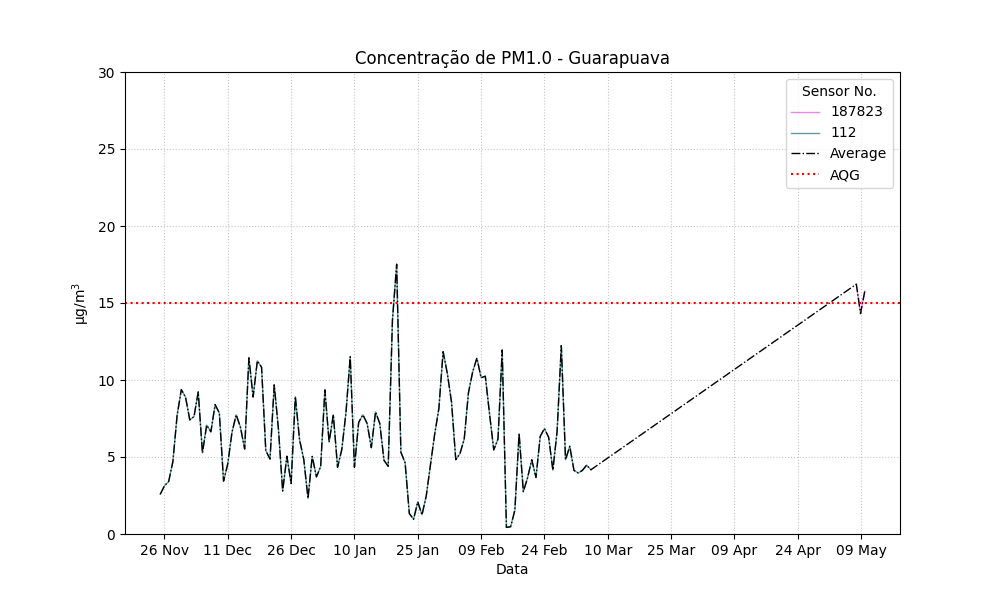 Concentração de PM1.0 - Guarapuava
30
25
20
15
10
5
0
µg/m³
Sensor No.
187823
112
Average
AQG
26 Nov 11 Dec 26 Dec 10 Jan 25 Jan 09 Feb 24 Feb 10 Mar 25 Mar 09 Apr 24 Apr 09 May
Data